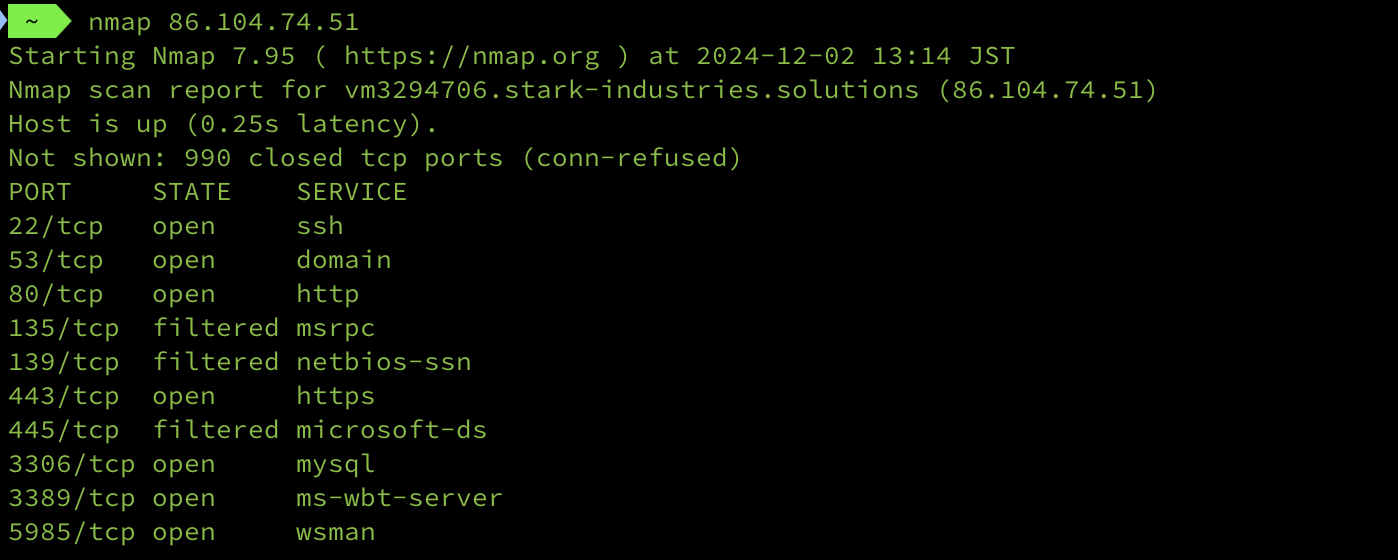 ~ nmap 86.104.74.51
Starting Nmap 7.95 ( https://nmap.org ) at 2024-12-02 13:14 JST
Nmap scan report for vm3294706.stark-industries.solutions (86.104.74.51)
Host is up (0.25s latency).
Not shown: 990 closed tcp ports (conn-refused)
PORT     STATE    SERVICE
22/tcp   open     ssh
53/tcp   open     domain
80/tcp   open     http
135/tcp  filtered msrpc
139/tcp  filtered netbios-ssn
443/tcp  open     https
445/tcp  filtered microsoft-ds
3306/tcp open     mysql
3389/tcp open     ms-wbt-server
5985/tcp open     wsman